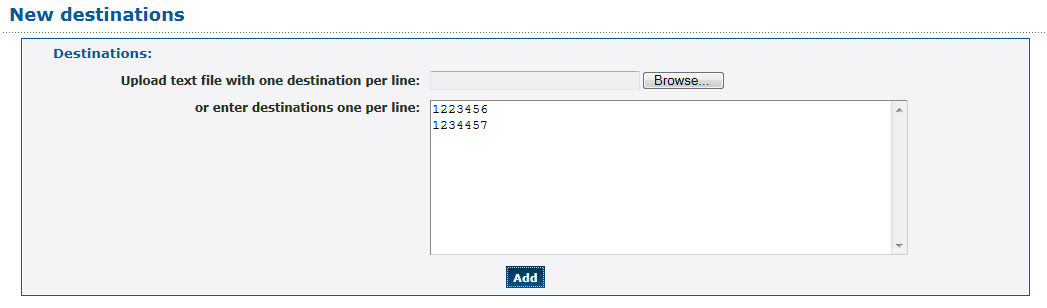 New destinations
Destinations:
Upload text file with one destination per line: Browse...
or enter destinations one per line: 1223456
1234457
Add